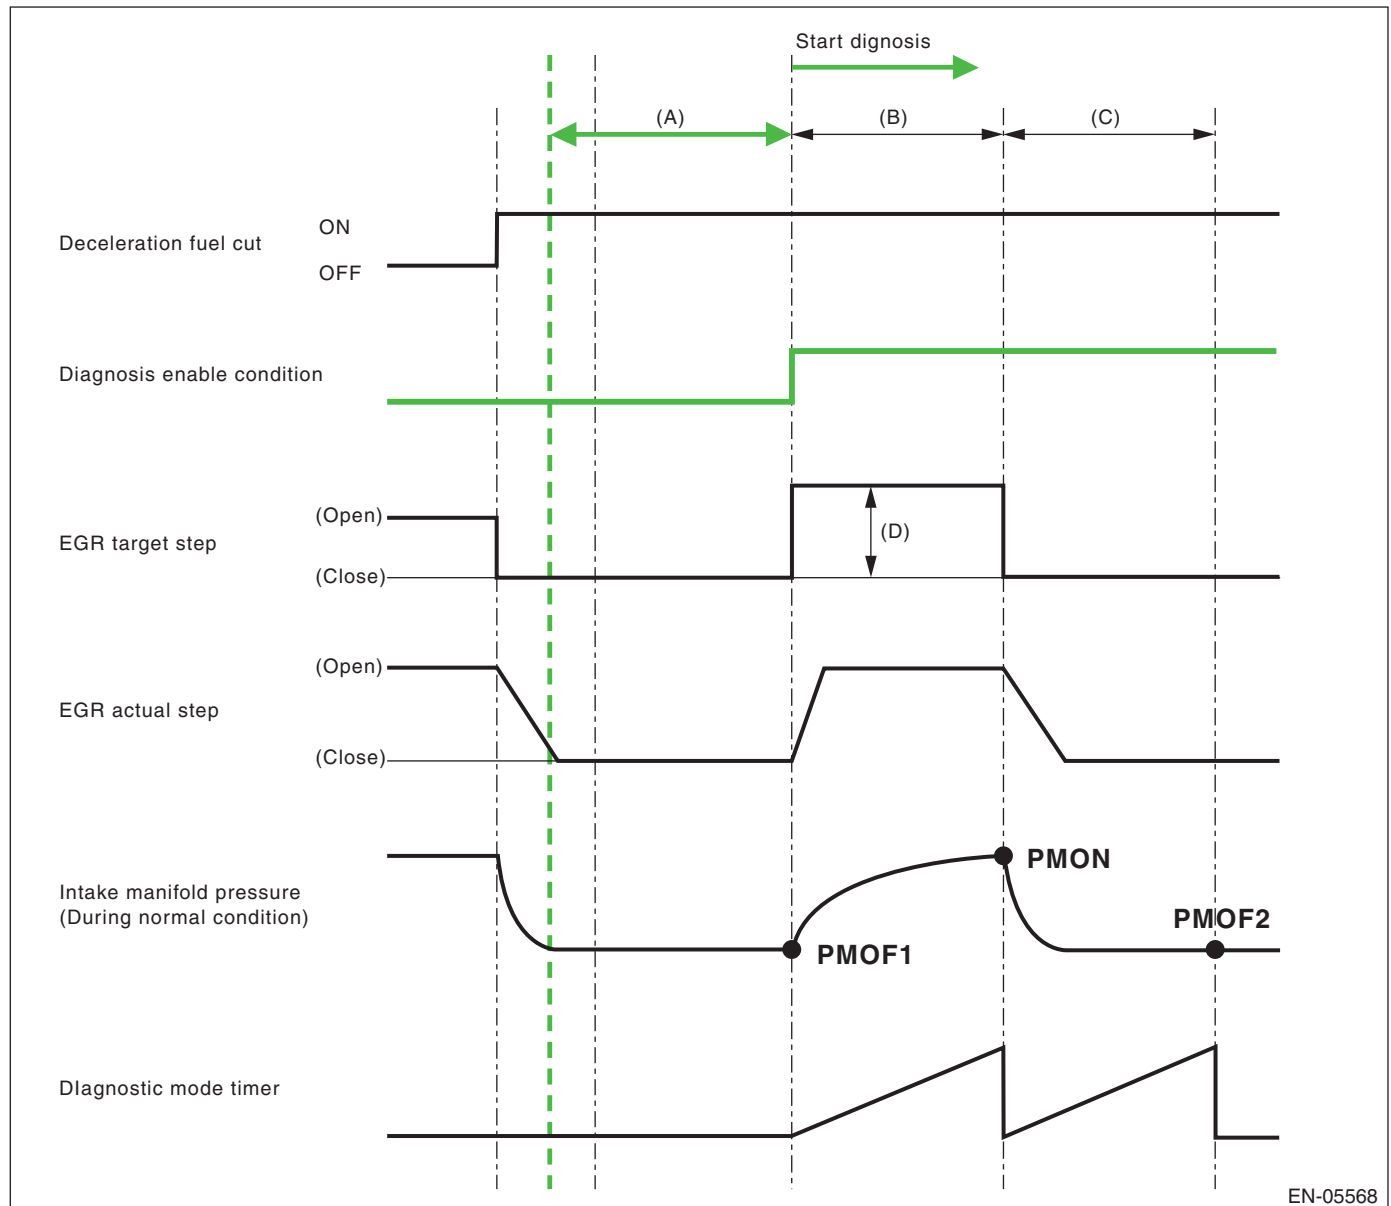 Start dignosis
(A)
(B)
(C)
Deceleration fuel cut
ON
OFF
Diagnosis enable condition
EGR target step
(Open)
(D)
(Close)
EGR actual step
(Open)
(Close)
Intake manifold pressure
(During normal condition)
PMON
PMOF2
PMOF1
DIagnostic mode timer
EN-05568